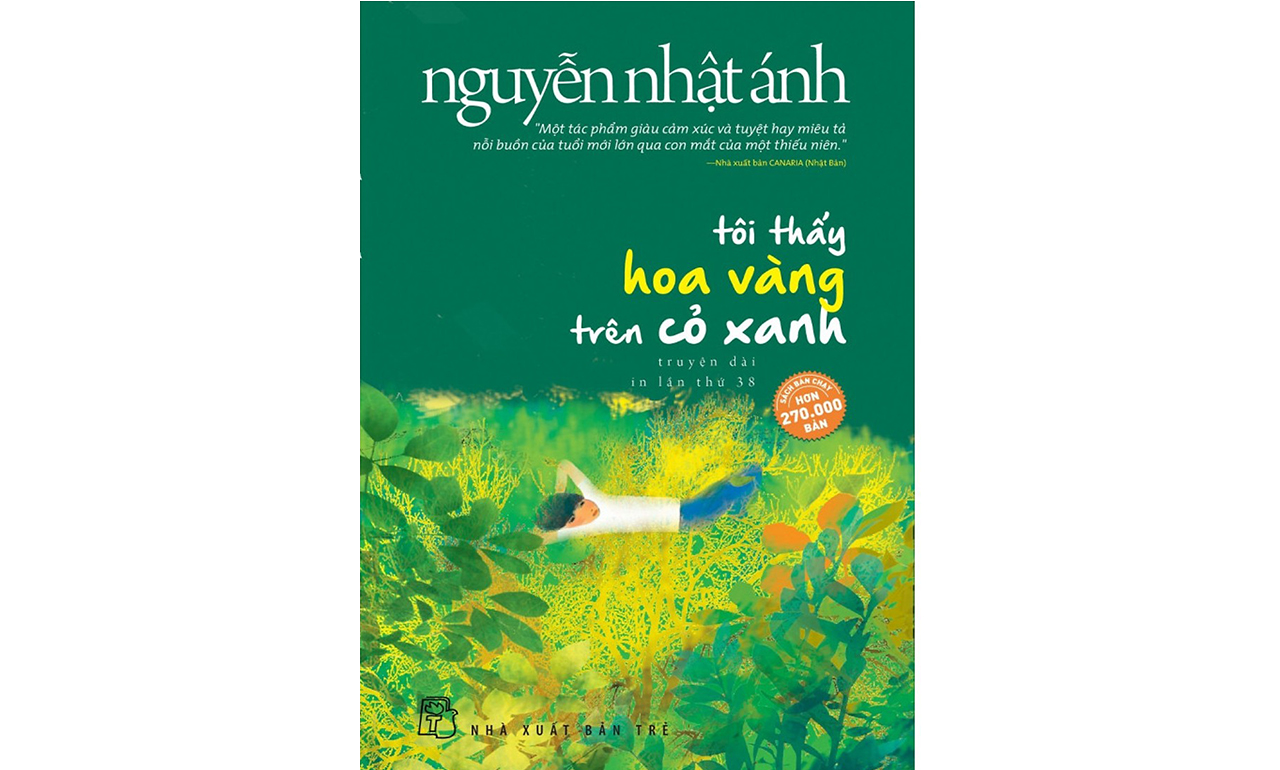 nguyễn nhật ánh
"Một tác phẩm giàu cảm xúc và tuyệt hay miêu tả
nỗi buồn của tuổi mới lớn qua con mắt của một thiếu niên."
—Nhà xuất bản CANARIA (Nhật Bản)
tôi thấy
hoa vàng
trên cỏ xanh
truyện dài
in lần thứ 38
SÁCH BÁN CHẠY
HƠN
270.000
BẢN
T
NHÀ XUẤT BẢN TRẺ